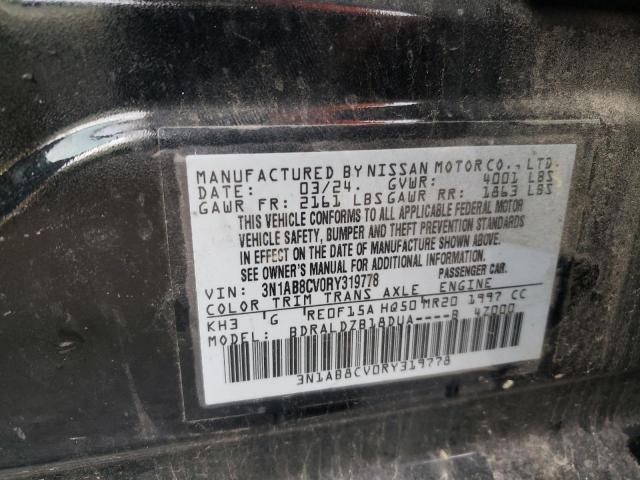 MANUFACTURED BY NISSAN MOTOR CO., LTD.
DATE: 03/24. GVWR: 4001 LBS
GAWR FR: 2161 LBS GAWR RR: 1863 LBS
THIS VEHICLE CONFORMS TO ALL APPLICABLE FEDERAL MOTOR
VEHICLE SAFETY, BUMPER AND THEFT PREVENTION STANDARDS
IN EFFECT ON THE DATE OF MANUFACTURE SHOWN ABOVE.
SEE OWNER'S MANUAL FOR ADDITIONAL INFORMATION.
VIN: 3N1AB8CV0RY319778 PASSENGER CAR.
COLOR TRIM TRANS AXLE ENGINE
KH3 G RE0F15A HQ50 MR20 1997 CC
MODEL: BDRALDZB18DUA----B 47000
3N1AB8CV0RY319778